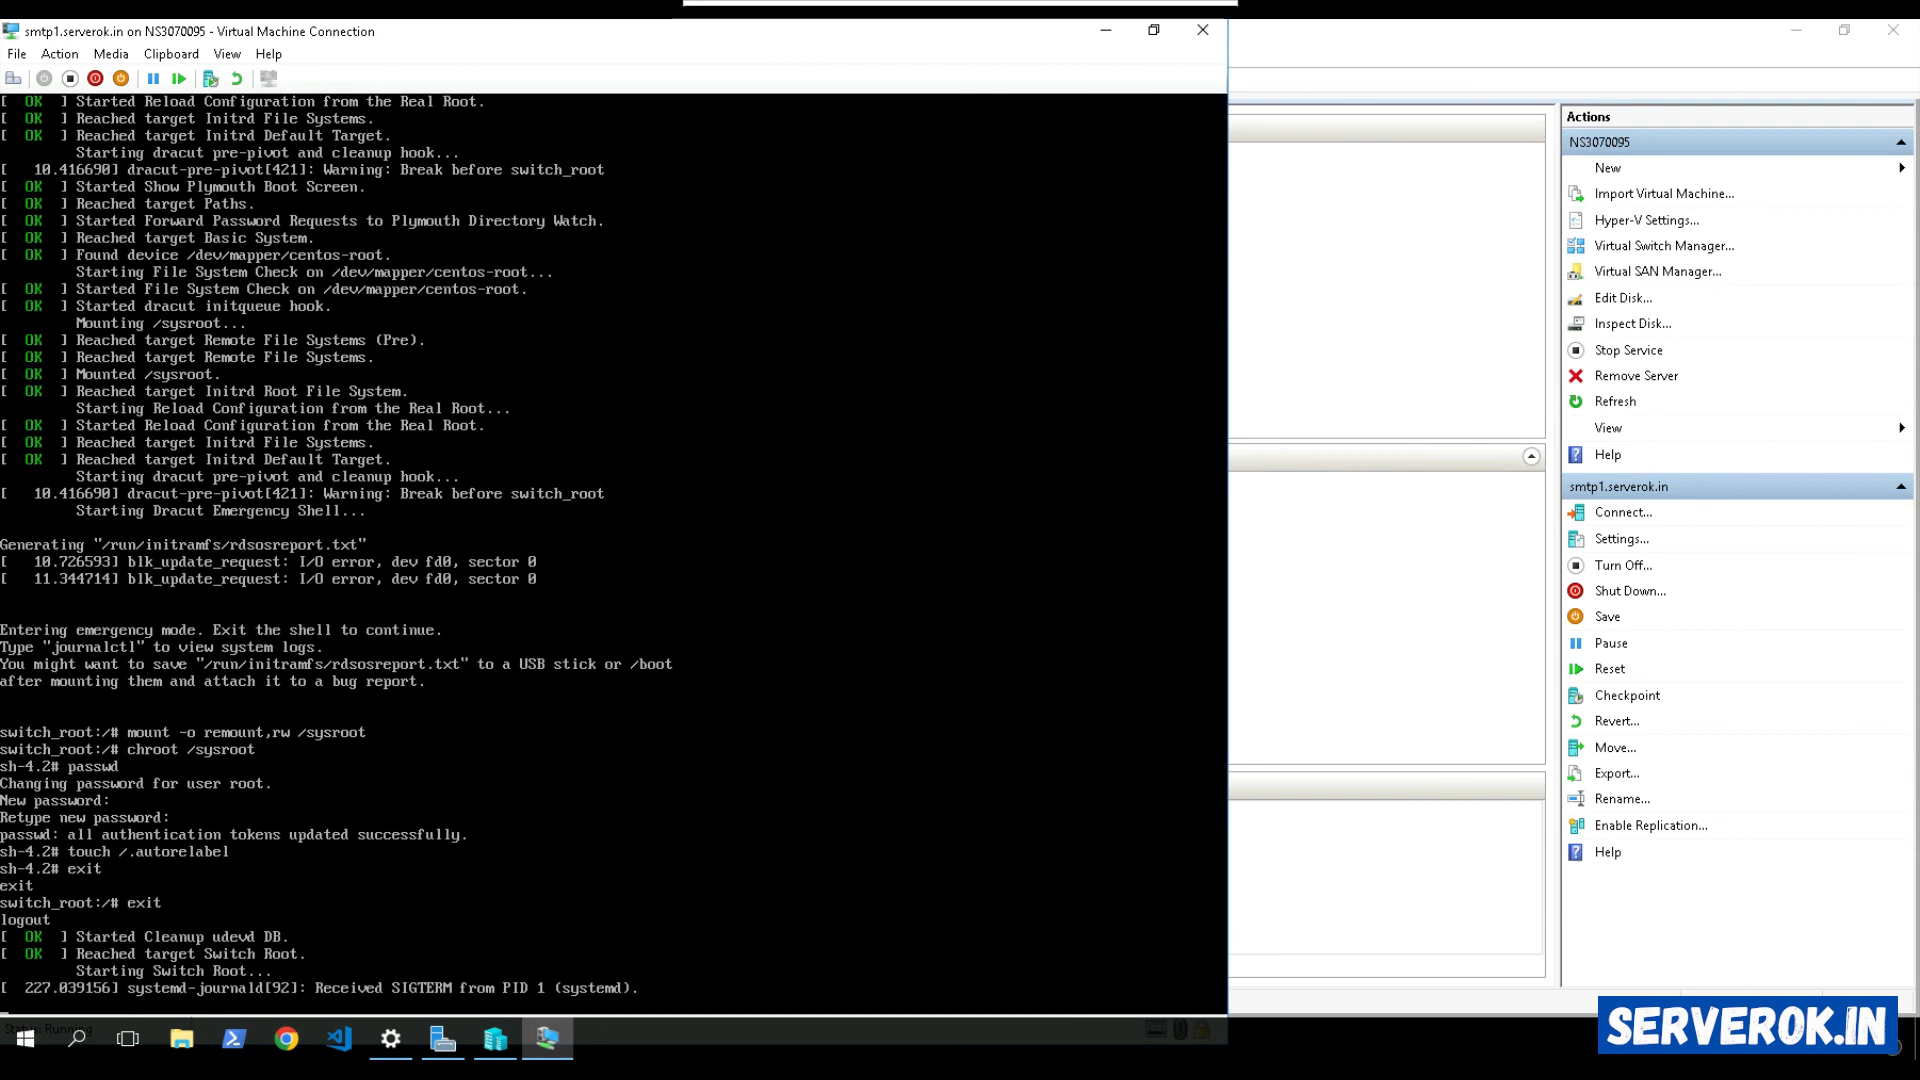 smtp1.serverok.in on NS3070095 - Virtual Machine Connection
File Action Media Clipboard View Help
[  OK  ] Started Reload Configuration from the Real Root.
[  OK  ] Reached target Initrd File Systems.
[  OK  ] Reached target Initrd Default Target.
Starting dracut pre-pivot and cleanup hook...
[   10.416690] dracut-pre-pivot[421]: Warning: Break before switch_root
[  OK  ] Started Show Plymouth Boot Screen.
[  OK  ] Reached target Paths.
[  OK  ] Started Forward Password Requests to Plymouth Directory Watch.
[  OK  ] Reached target Basic System.
[  OK  ] Found device /dev/mapper/centos-root.
Starting File System Check on /dev/mapper/centos-root...
[  OK  ] Started File System Check on /dev/mapper/centos-root.
[  OK  ] Started dracut initqueue hook.
Mounting /sysroot...
[  OK  ] Reached target Remote File Systems (Pre).
[  OK  ] Reached target Remote File Systems.
[  OK  ] Mounted /sysroot.
[  OK  ] Reached target Initrd Root File System.
Starting Reload Configuration from the Real Root...
[  OK  ] Started Reload Configuration from the Real Root.
[  OK  ] Reached target Initrd File Systems.
[  OK  ] Reached target Initrd Default Target.
Starting dracut pre-pivot and cleanup hook...
[   10.416690] dracut-pre-pivot[421]: Warning: Break before switch_root
Starting Dracut Emergency Shell...
Generating "/run/initramfs/rdsosreport.txt"
[   10.726593] blk_update_request: I/O error, dev fd0, sector 0
[   11.344714] blk_update_request: I/O error, dev fd0, sector 0
Entering emergency mode. Exit the shell to continue.
Type "journalctl" to view system logs.
You might want to save "/run/initramfs/rdsosreport.txt" to a USB stick or /boot
after mounting them and attach it to a bug report.
switch_root:/# mount -o remount,rw /sysroot
switch_root:/# chroot /sysroot
sh-4.2# passwd
Changing password for user root.
New password:
Retype new password:
passwd: all authentication tokens updated successfully.
sh-4.2# touch /.autorelabel
sh-4.2# exit
exit
switch_root:/# exit
logout
[  OK  ] Started Cleanup udevd DB.
[  OK  ] Reached target Switch Root.
Starting Switch Root...
[  227.039156] systemd-journald[92]: Received SIGTERM from PID 1 (systemd).
Status: Running
Actions
NS3070095
New
Import Virtual Machine...
Hyper-V Settings...
Virtual Switch Manager...
Virtual SAN Manager...
Edit Disk...
Inspect Disk...
Stop Service
Remove Server
Refresh
View
Help
smtp1.serverok.in
Connect...
Settings...
Turn Off...
Shut Down...
Save
Pause
Reset
Checkpoint
Revert...
Move...
Export...
Rename...
Enable Replication...
Help
SERVEROK.IN